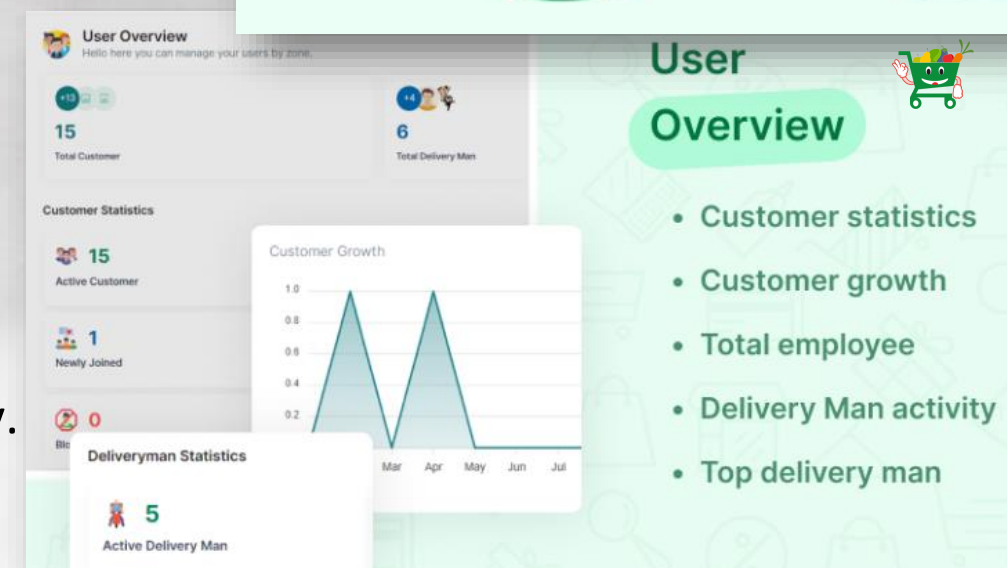 User Overview
Hello here you can manage your users by zone.
+13
15
Total Customer
+4
6
Total Delivery Man
Customer Statistics
15
Active Customer
1
Newly Joined
0
Customer Growth
1.0
0.8
0.6
0.4
0.2
Mar Apr May Jun Jul
Deliveryman Statistics
5
Active Delivery Man
User
Overview
• Customer statistics
• Customer growth
• Total employee
• Delivery Man activity
• Top delivery man